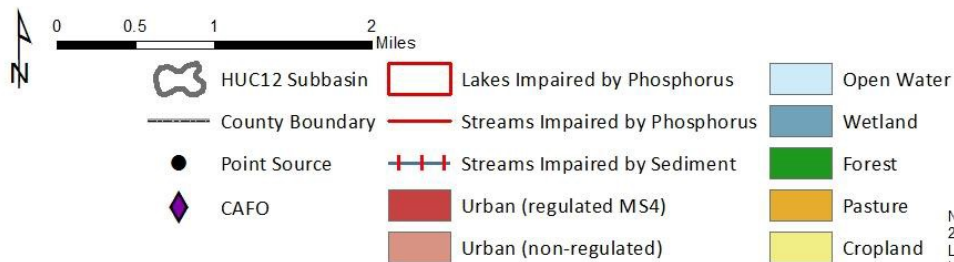 0 0.5 1 2
Miles
N
HUC12 Subbasin
County Boundary
Point Source
CAFO
Lakes Impaired by Phosphorus
Streams Impaired by Phosphorus
Streams Impaired by Sediment
Urban (regulated MS4)
Urban (non-regulated)
Open Water
Wetland
Forest
Pasture
Cropland
N
2
L